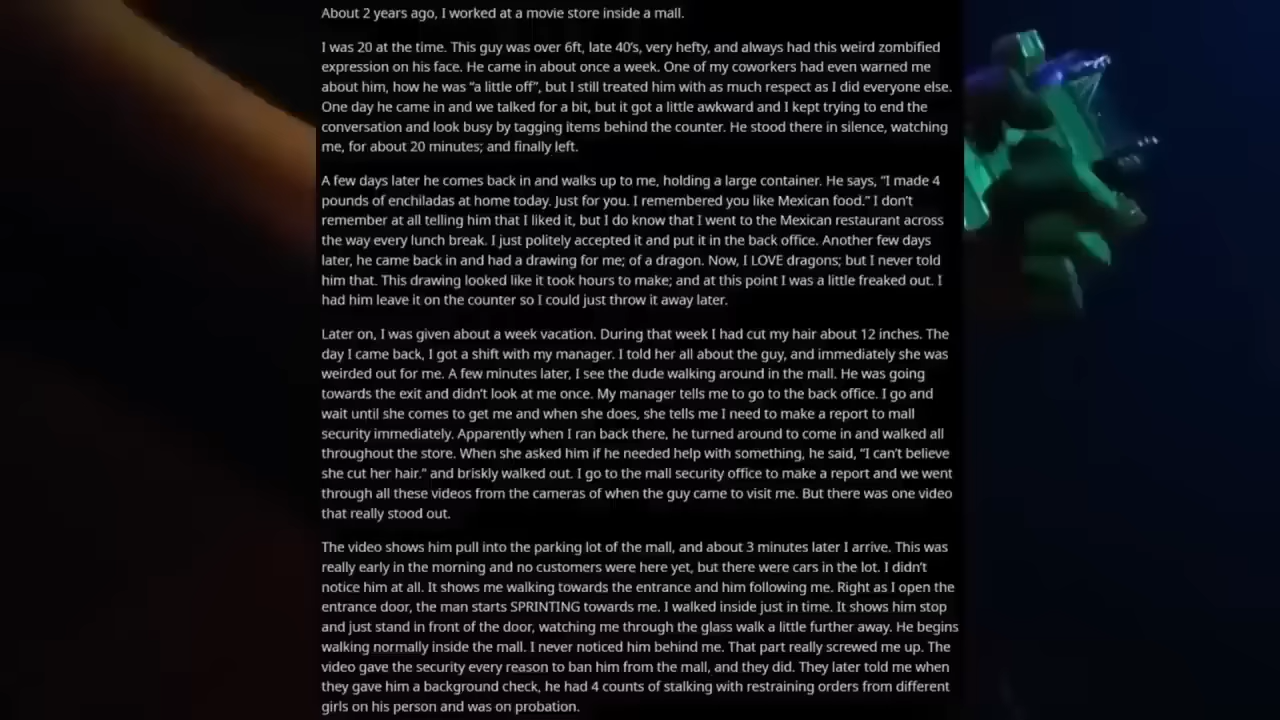 About 2 years ago, I worked at a movie store inside a mall.
I was 20 at the time. This guy was over 6ft, late 40's, very hefty, and always had this weird zombified
expression on his face. He came in about once a week. One of my coworkers had even warned me
about him, how he was “a little off”, but I still treated him with as much respect as I did everyone else.
One day he came in and we talked for a bit, but it got a little awkward and I kept trying to end the
conversation and look busy by tagging items behind the counter. He stood there in silence, watching
me, for about 20 minutes; and finally left.
A few days later he comes back in and walks up to me, holding a large container. He says, “I made 4
pounds of enchiladas at home today. Just for you. I remembered you like Mexican food.” I don’t
remember at all telling him that I liked it, but I do know that I went to the Mexican restaurant across
the way every lunch break. I just politely accepted it and put it in the back office. Another few days
later, he came back in and had a drawing for me; of a dragon. Now, I LOVE dragons; but I never told
him that. This drawing looked like it took hours to make; and at this point I was a little freaked out. I
had him leave it on the counter so I could just throw it away later.
Later on, I was given about a week vacation. During that week I had cut my hair about 12 inches. The
day I came back, I got a shift with my manager. I told her all about the guy, and immediately she was
weirded out for me. A few minutes later, I see the dude walking around in the mall. He was going
towards the exit and didn’t look at me once. My manager tells me to go to the back office. I go and
wait until she comes to get me and when she does, she tells me I need to make a report to mall
security immediately. Apparently when I ran back there, he turned around to come in and walked all
throughout the store. When she asked him if he needed help with something, he said, “I can’t believe
she cut her hair.” and briskly walked out. I go to the mall security office to make a report and we went
through all these videos from the cameras of when the guy came to visit me. But there was one video
that really stood out.
The video shows him pull into the parking lot of the mall, and about 3 minutes later I arrive. This was
really early in the morning and no customers were here yet, but there were cars in the lot. I didn’t
notice him at all. It shows me walking towards the entrance and him following me. Right as I open the
entrance door, the man starts SPRINTING towards me. I walked inside just in time. It shows him stop
and just stand in front of the door, watching me through the glass walk a little further away. He begins
walking normally inside the mall. I never noticed him behind me. That part really screwed me up. The
video gave the security every reason to ban him from the mall, and they did. They later told me when
they gave him a background check, he had 4 counts of stalking with restraining orders from different
girls on his person and was on probation.